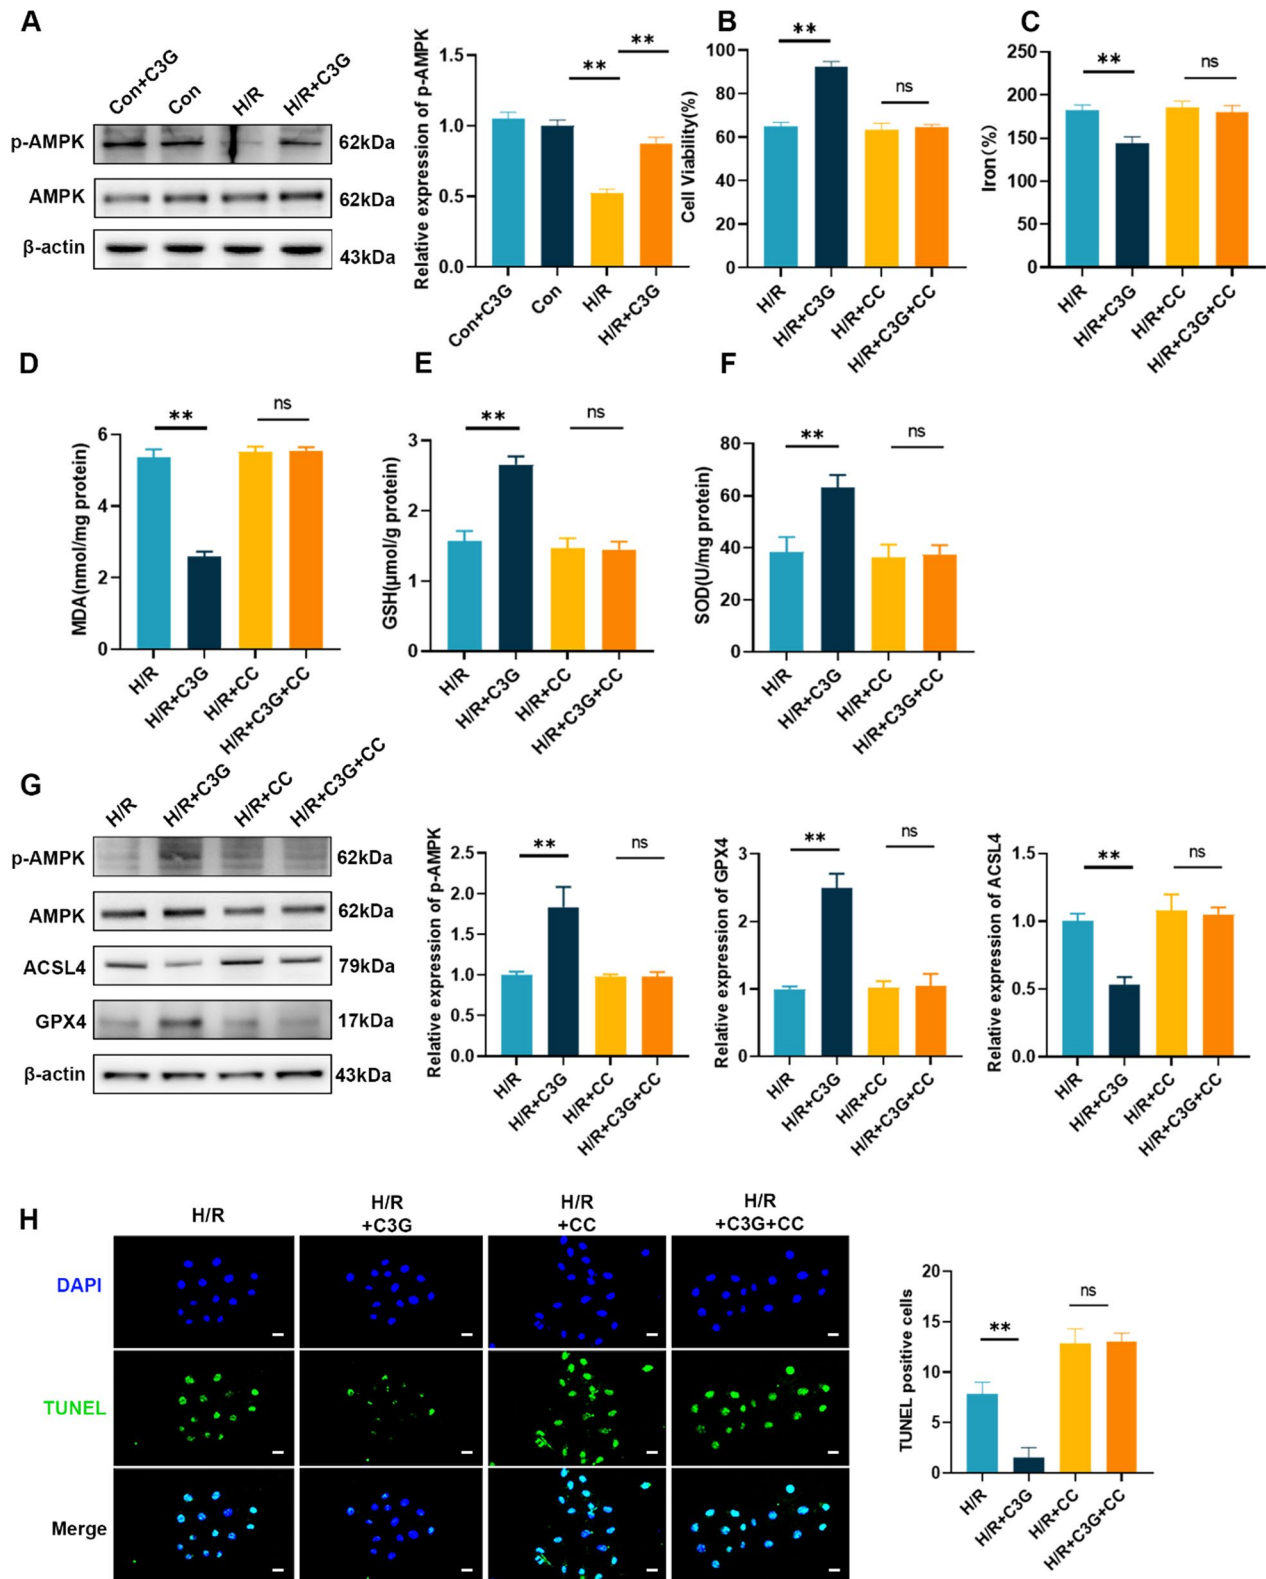 A
Con+C3G
Con
H/R
H/R+C3G
p-AMPK
62kDa
AMPK
62kDa
β-actin
43kDa
Relative expression of p-AMPK
1.5
1.0
0.5
0.0
**
**
Con+C3G
Con
H/R
H/R+C3G
B
Cell Viability(%)
100
80
60
40
20
0
**
ns
H/R
H/R+C3G
H/R+CC
H/R+C3G+CC
C
Iron(%)
250
200
150
100
50
0
**
ns
H/R
H/R+C3G
H/R+CC
H/R+C3G+CC
D
MDA(nmol/mg protein)
6
4
2
0
**
ns
H/R
H/R+C3G
H/R+CC
H/R+C3G+CC
E
GSH(μmol/g protein)
3
2
1
0
**
ns
H/R
H/R+C3G
H/R+CC
H/R+C3G+CC
F
SOD(U/mg protein)
80
60
40
20
0
**
ns
H/R
H/R+C3G
H/R+CC
H/R+C3G+CC
G
H/R
H/R+C3G
H/R+CC
H/R+C3G+CC
p-AMPK
62kDa
AMPK
62kDa
ACSL4
79kDa
GPX4
17kDa
β-actin
43kDa
Relative expression of p-AMPK
2.5
2.0
1.5
1.0
0.5
0.0
**
ns
H/R
H/R+C3G
H/R+CC
H/R+C3G+CC
Relative expression of GPX4
3
2
1
0
**
ns
H/R
H/R+C3G
H/R+CC
H/R+C3G+CC
Relative expression of ACSL4
1.5
1.0
0.5
0.0
**
ns
H/R
H/R+C3G
H/R+CC
H/R+C3G+CC
H
H/R
H/R
+C3G
H/R
+CC
H/R
+C3G+CC
DAPI
TUNEL
Merge
TUNEL positive cells
20
15
10
5
0
**
ns
H/R
H/R+C3G
H/R+CC
H/R+C3G+CC